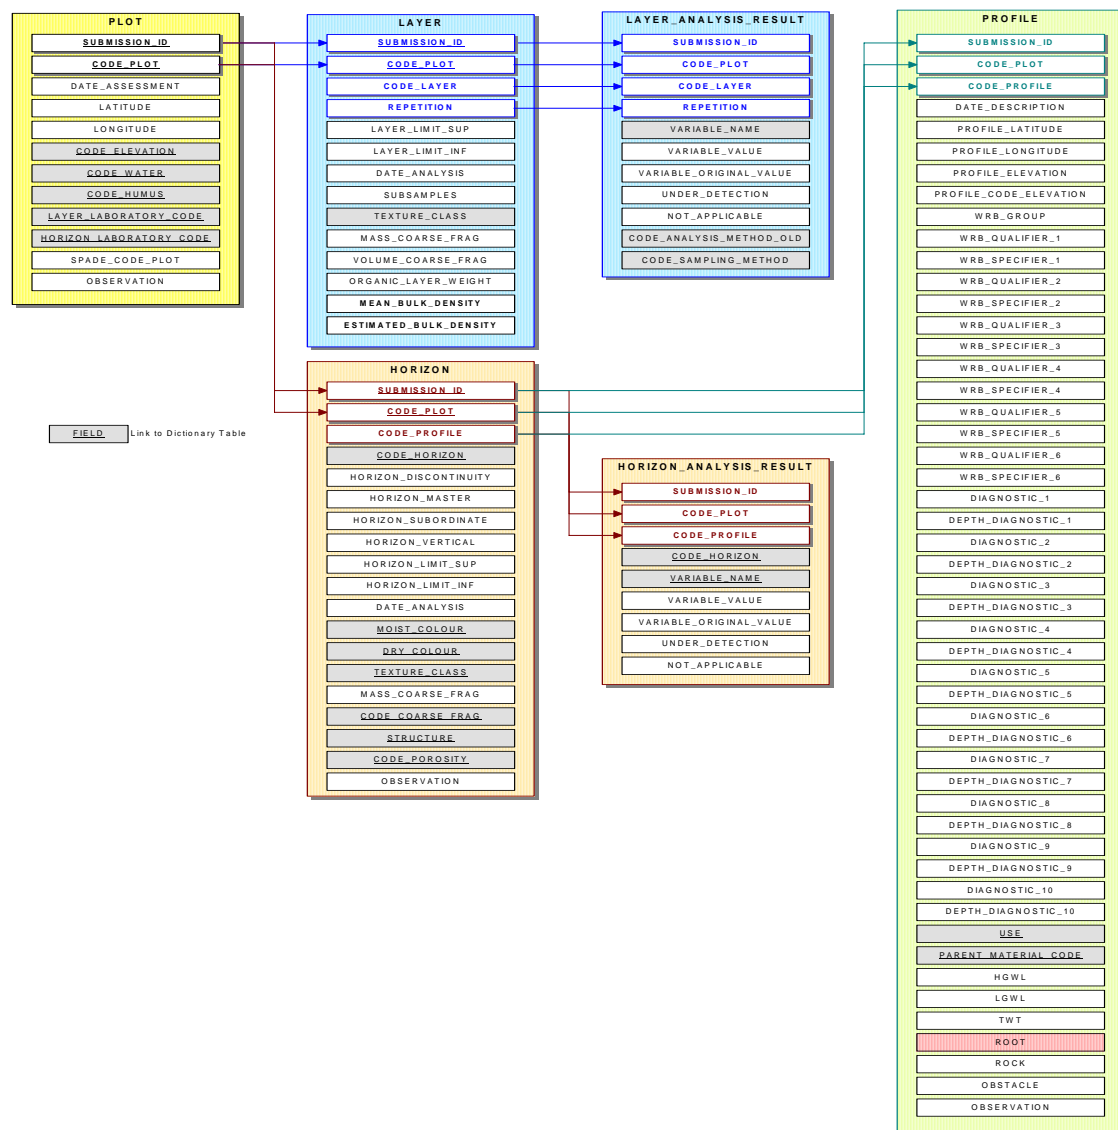 PLOT
SUBMISSION_ID
CODE_PLOT
DATE_ASSESSMENT
LATITUDE
LONGITUDE
CODE_ELEVATION
CODE_WATER
CODE_HUMUS
LAYER_LABORATORY_CODE
HORIZON_LABORATORY_CODE
SPADE_CODE_PLOT
OBSERVATION
FIELD Link to Dictionary Table
LAYER
SUBMISSION_ID
CODE_PLOT
CODE_LAYER
REPETITION
LAYER_LIMIT_SUP
LAYER_LIMIT_INF
DATE_ANALYSIS
SUBSAMPLES
TEXTURE_CLASS
MASS_COARSE_FRAG
VOLUME_COARSE_FRAG
ORGANIC_LAYER_WEIGHT
MEAN_BULK_DENSITY
ESTIMATED_BULK_DENSITY
HORIZON
SUBMISSION_ID
CODE_PLOT
CODE_PROFILE
CODE_HORIZON
HORIZON_DISCONTINUITY
HORIZON_MASTER
HORIZON_SUBORDINATE
HORIZON_VERTICAL
HORIZON_LIMIT_SUP
HORIZON_LIMIT_INF
DATE_ANALYSIS
MOIST_COLOUR
DRY_COLOUR
TEXTURE_CLASS
MASS_COARSE_FRAG
CODE_COARSE_FRAG
STRUCTURE
CODE_POROSITY
OBSERVATION
LAYER_ANALYSIS_RESULT
SUBMISSION_ID
CODE_PLOT
CODE_LAYER
REPETITION
VARIABLE_NAME
VARIABLE_VALUE
VARIABLE_ORIGINAL_VALUE
UNDER_DETECTION
NOT_APPLICABLE
CODE_ANALYSIS_METHOD_OLD
CODE_SAMPLING_METHOD
HORIZON_ANALYSIS_RESULT
SUBMISSION_ID
CODE_PLOT
CODE_PROFILE
CODE_HORIZON
VARIABLE_NAME
VARIABLE_VALUE
VARIABLE_ORIGINAL_VALUE
UNDER_DETECTION
NOT_APPLICABLE
PROFILE
SUBMISSION_ID
CODE_PLOT
CODE_PROFILE
DATE_DESCRIPTION
PROFILE_LATITUDE
PROFILE_LONGITUDE
PROFILE_ELEVATION
PROFILE_CODE_ELEVATION
WRB_GROUP
WRB_QUALIFIER_1
WRB_SPECIFIER_1
WRB_QUALIFIER_2
WRB_SPECIFIER_2
WRB_QUALIFIER_3
WRB_SPECIFIER_3
WRB_QUALIFIER_4
WRB_SPECIFIER_4
WRB_QUALIFIER_5
WRB_SPECIFIER_5
WRB_QUALIFIER_6
WRB_SPECIFIER_6
DIAGNOSTIC_1
DEPTH_DIAGNOSTIC_1
DIAGNOSTIC_2
DEPTH_DIAGNOSTIC_2
DIAGNOSTIC_3
DEPTH_DIAGNOSTIC_3
DIAGNOSTIC_4
DEPTH_DIAGNOSTIC_4
DIAGNOSTIC_5
DEPTH_DIAGNOSTIC_5
DIAGNOSTIC_6
DEPTH_DIAGNOSTIC_6
DIAGNOSTIC_7
DEPTH_DIAGNOSTIC_7
DIAGNOSTIC_8
DEPTH_DIAGNOSTIC_8
DIAGNOSTIC_9
DEPTH_DIAGNOSTIC_9
DIAGNOSTIC_10
DEPTH_DIAGNOSTIC_10
USE
PARENT_MATERIAL_CODE
HGWL
LGWL
TWT
ROOT
ROCK
OBSTACLE
OBSERVATION